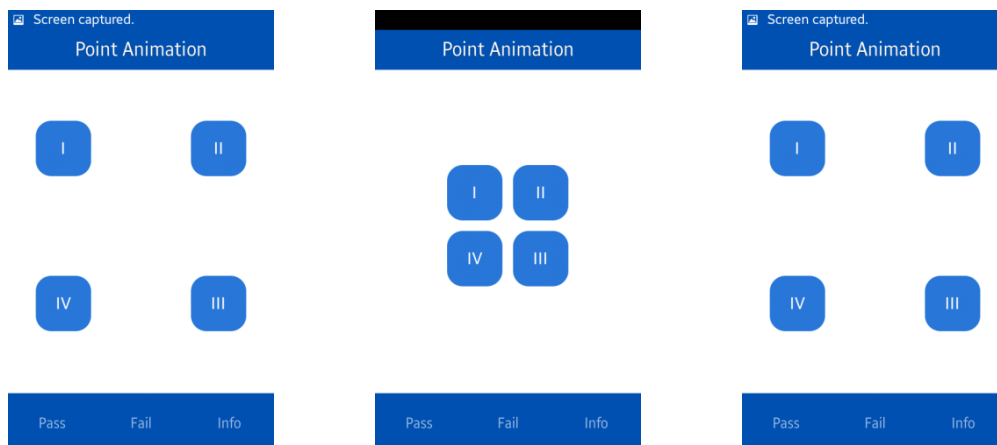 Screen captured.
Point Animation
I II
IV III
Pass Fail Info
Point Animation
I II
IV III
Pass Fail Info
Screen captured.
Point Animation
I II
IV III
Pass Fail Info